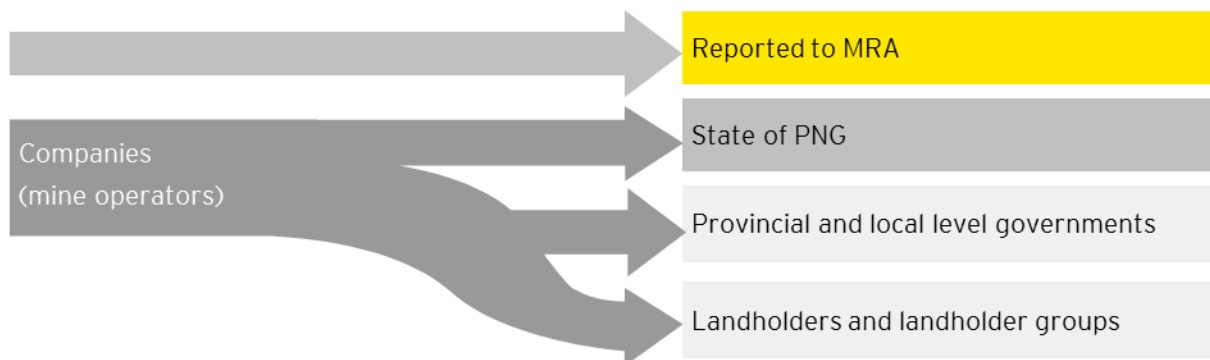 Reported to MRA
State of PNG
Companies
(mine operators)
Provincial and local level governments
Landholders and landholder groups